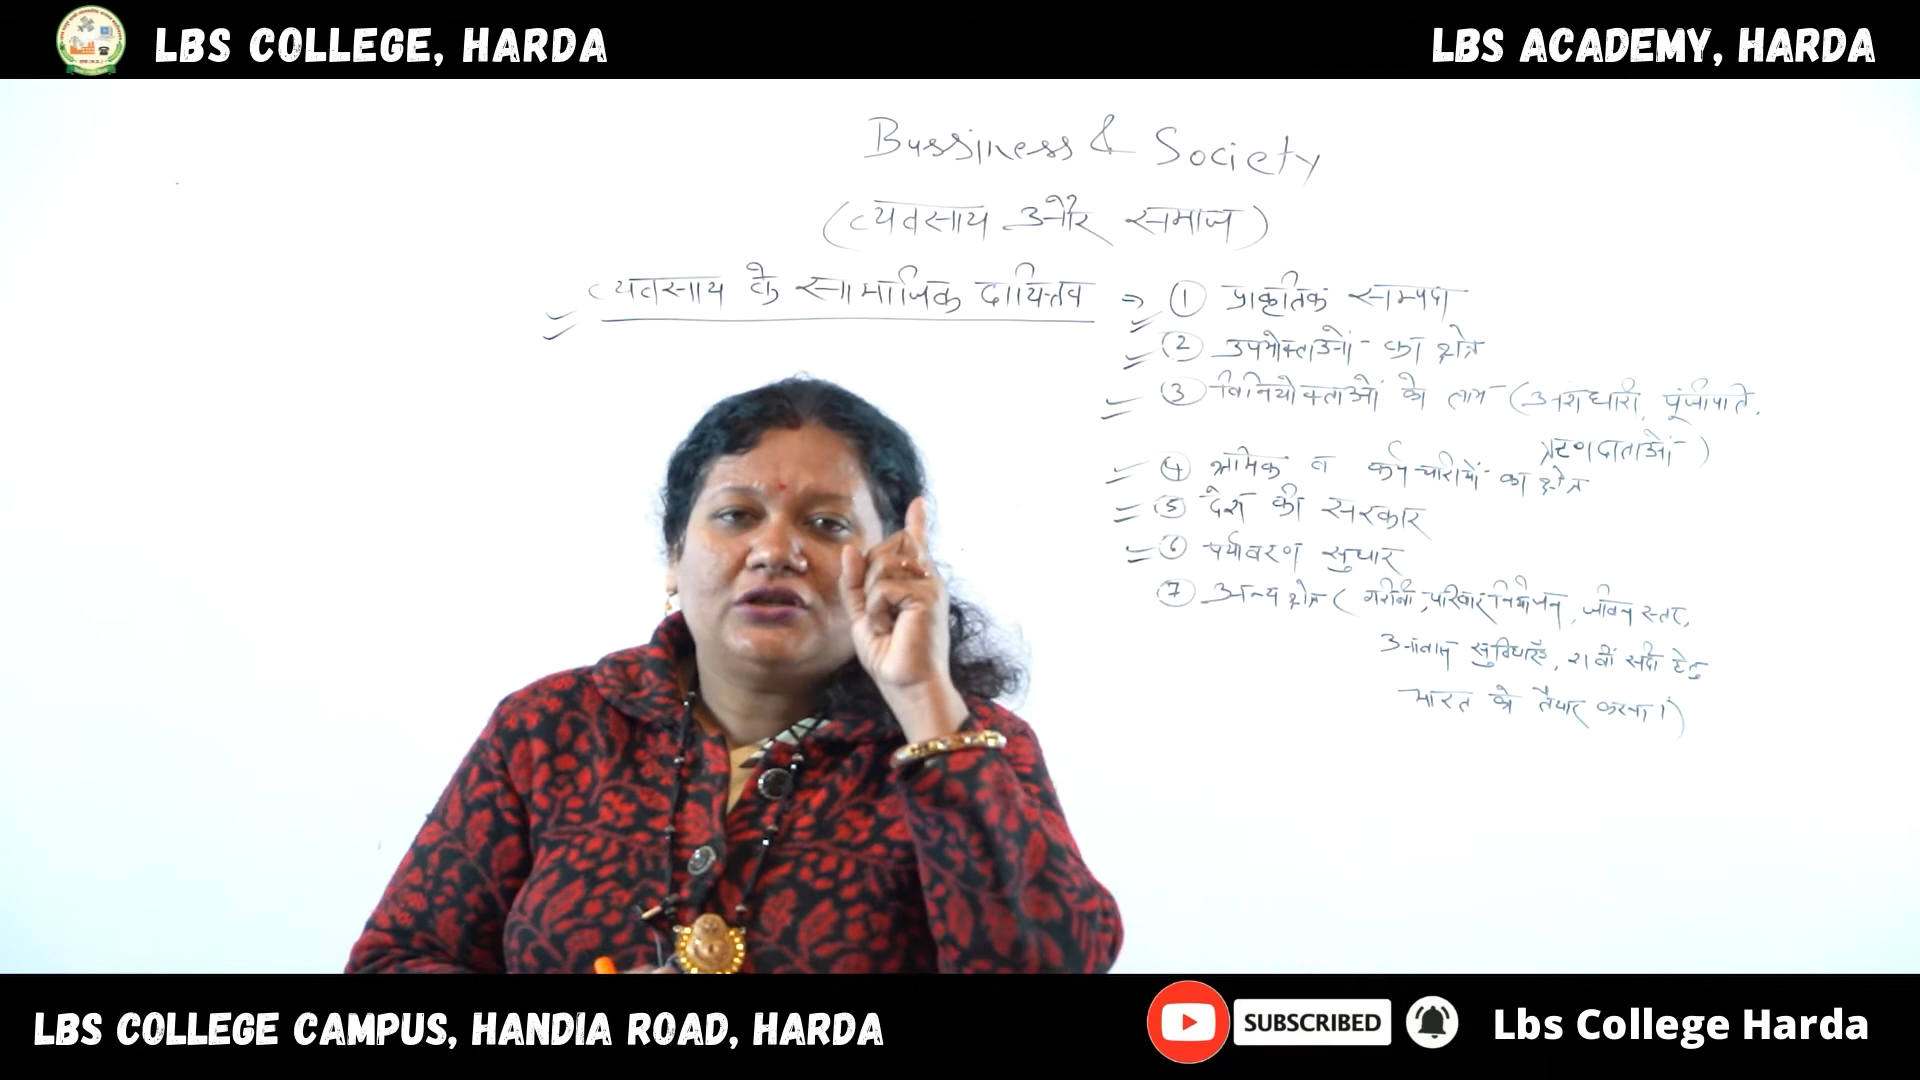 LBS COLLEGE, HARDA
LBS ACADEMY, HARDA
Bussiness & Society
(व्यवसाय और समाज)
व्यवसाय के सामाजिक दायित्व ⇒ ① प्राकृतिक सम्पदा
② उपभोक्ताओं का क्षेत्र
③ विनियोक्ताओं के लाभ (अंशधारी, पूंजीपति,
ऋणदाताओं)
④ श्रमिक व कर्मचारियों का क्षेत्र
⑤ देश की सरकार
⑥ पर्यावरण सुधार
⑦ अन्य क्षेत्र (गरीबी, परिवार नियोजन, जीवन स्तर,
आवास सुविधाएँ, 21वीं सदी हेतु
भारत को तैयार करना।)
LBS COLLEGE CAMPUS, HANDIA ROAD, HARDA
SUBSCRIBED
Lbs College Harda